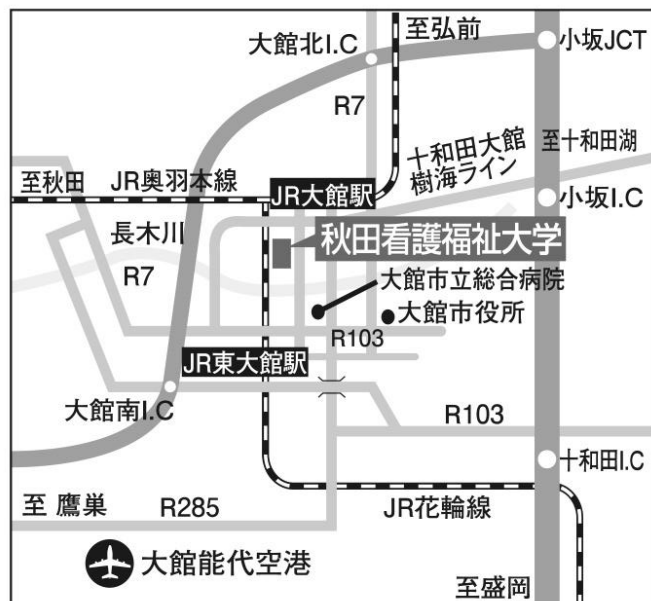 至弘前
小坂JCT
大館北I.C
R7
十和田大館
樹海ライン
至十和田湖
至秋田
JR奥羽本線
JR大館駅
小坂I.C
長木川
秋田看護福祉大学
R7
大館市立総合病院
大館市役所
R103
JR東大館駅
大館南I.C
R103
十和田I.C
至 鷹巣
R285
JR花輪線
大館能代空港
至盛岡